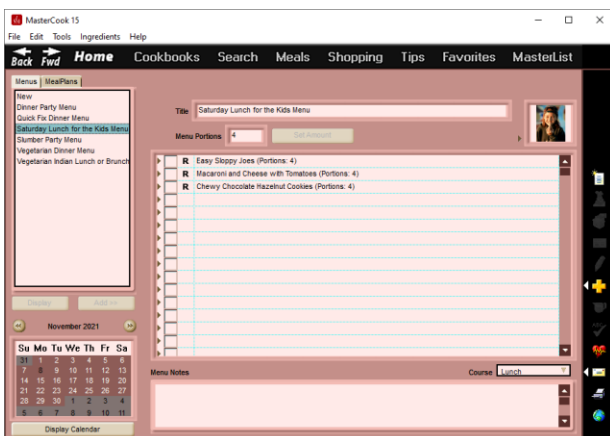 MasterCook 15
File Edit Tools Ingredients Help
Back Fwd Home Cookbooks Search Meals Shopping Tips Favorites MasterList
Menus MealPlans
New
Dinner Party Menu
Quick Fix Dinner Menu
Saturday Lunch for the Kids Menu
Slumber Party Menu
Vegetarian Dinner Menu
Vegetarian Indian Lunch or Brunch
Display Add >>
November 2021
Su Mo Tu We Th Fr Sa
31 1 2 3 4 5 6
7 8 9 10 11 12 13
14 15 16 17 18 19 20
21 22 23 24 25 26 27
28 29 30 1 2 3 4
5 6 7 8 9 10 11
Display Calendar
Title Saturday Lunch for the Kids Menu
Menu Portions 4 Set Amount
R Easy Sloppy Joes (Portions: 4)
R Macaroni and Cheese with Tomatoes (Portions: 4)
R Chewy Chocolate Hazelnut Cookies (Portions: 4)
Menu Notes Course Lunch